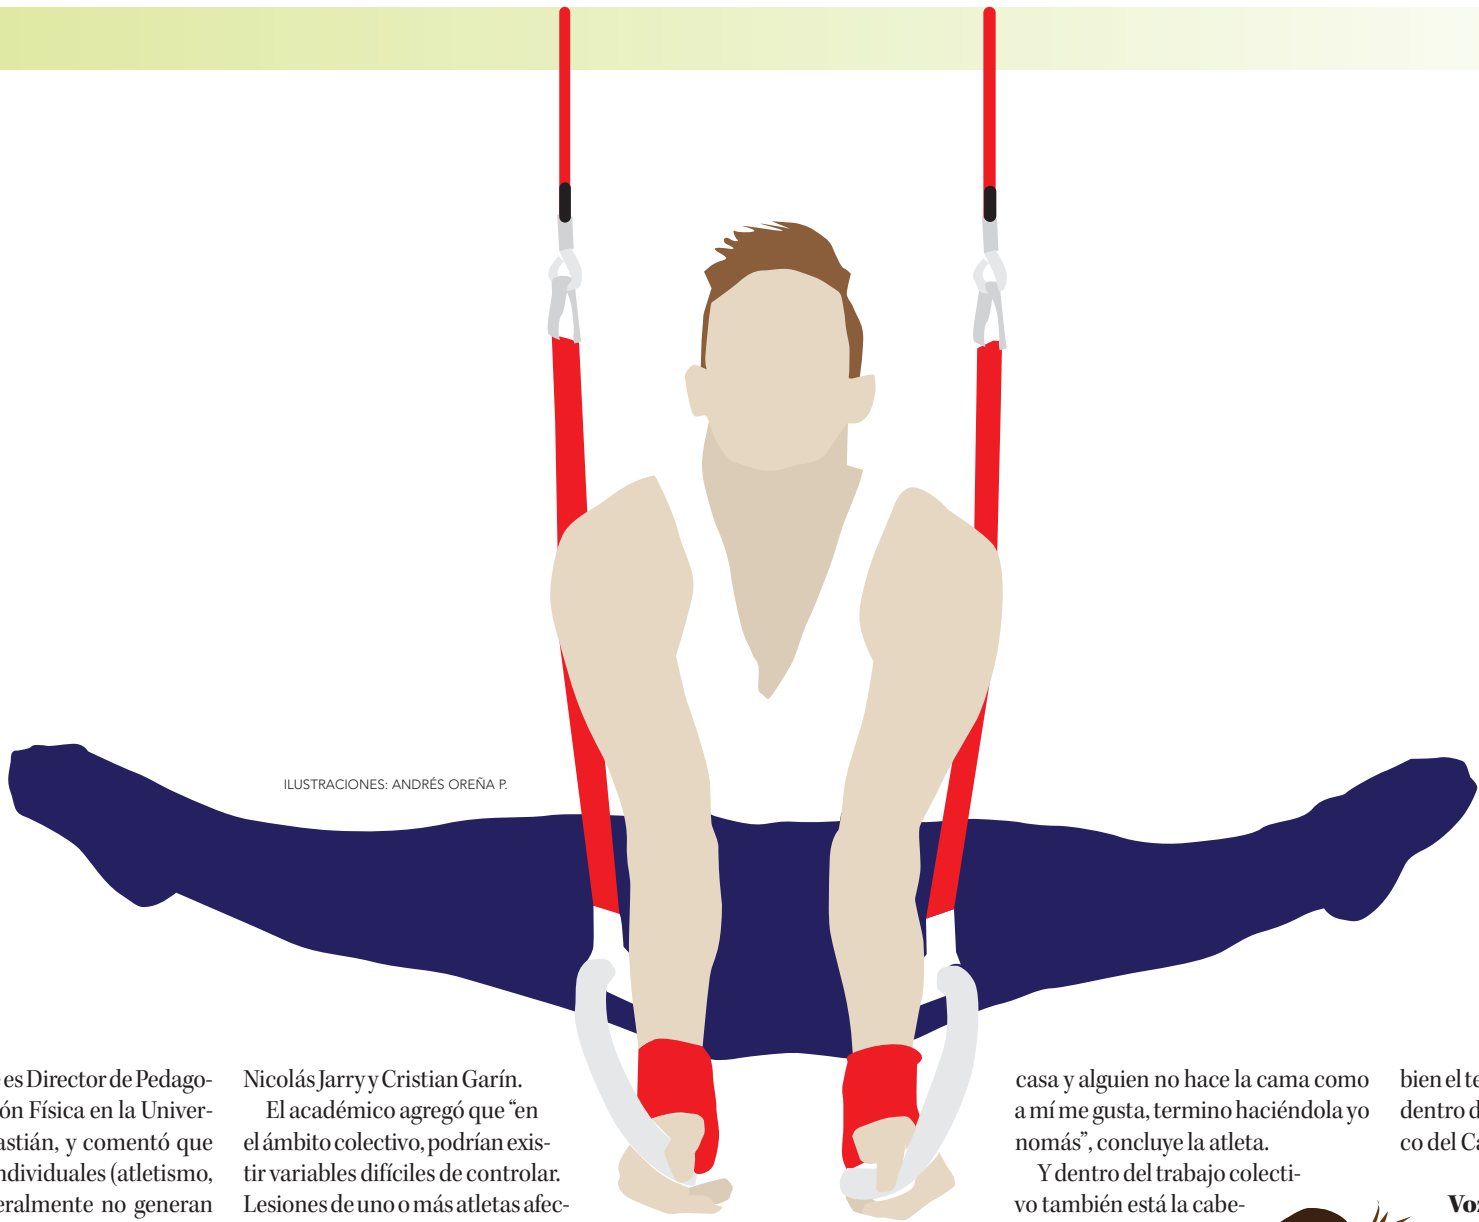 ILUSTRACIONES: ANDRÉS OREÑA P.
es Director de Pedago-
ón Física en la Univer-
astián, y comentó que
ndividuales (atletismo,
eralmente no generan
Nicolás Jarry y Cristian Garín.
El académico agregó que “en
el ámbito colectivo, podrían exis-
tir variables difíciles de controlar.
Lesiones de uno o más atletas afec-
casa y alguien no hace la cama como
a mí me gusta, termino haciéndola yo
nomás”, concluye la atleta.
Y dentro del trabajo colecti-
vo también está la cabe-
bien el te
dentro d
co del Ca
Voz